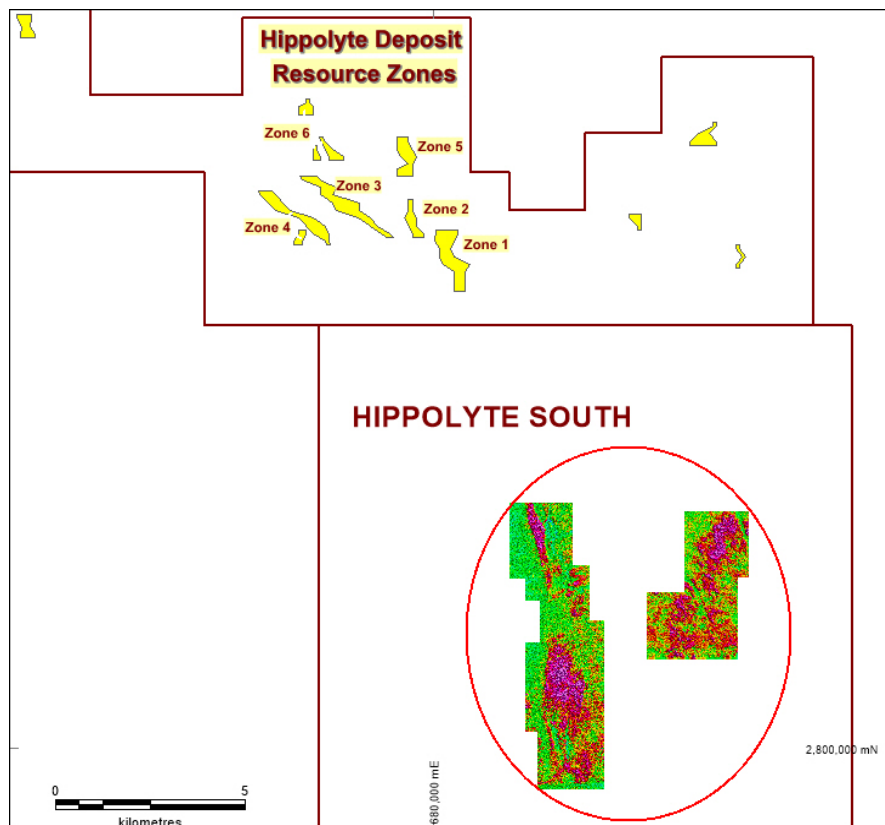 Hippolyte Deposit
Resource Zones
Zone 6
Zone 5
Zone 3
Zone 2
Zone 4
Zone 1
HIPPOLYTE SOUTH
680,000 mE
2,800,000 mN
0
5
kilometres